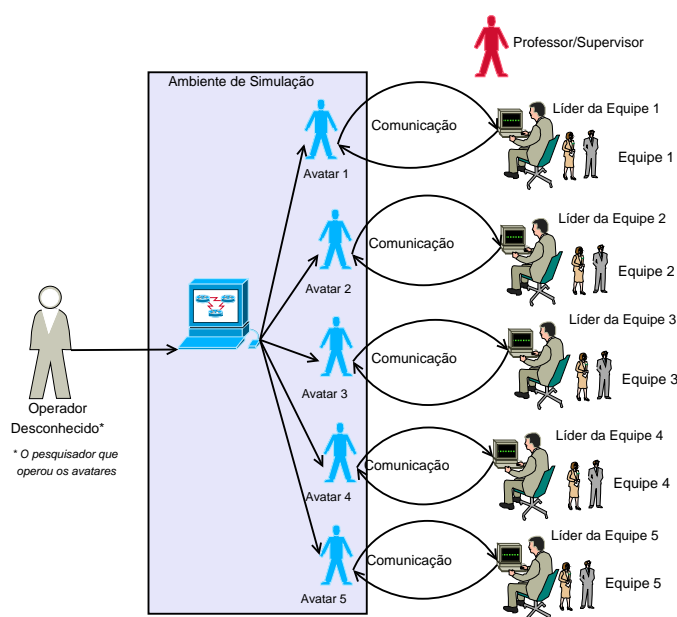 Professor/Supervisor
Ambiente de Simulação
Líder da Equipe 1
Comunicação
Equipe 1
Avatar 1
Líder da Equipe 2
Comunicação
Equipe 2
Avatar 2
Líder da Equipe 3
Comunicação
Equipe 3
Avatar 3
Operador
Desconhecido*
* O pesquisador que
operou os avatares
Líder da Equipe 4
Comunicação
Equipe 4
Avatar 4
Líder da Equipe 5
Comunicação
Equipe 5
Avatar 5